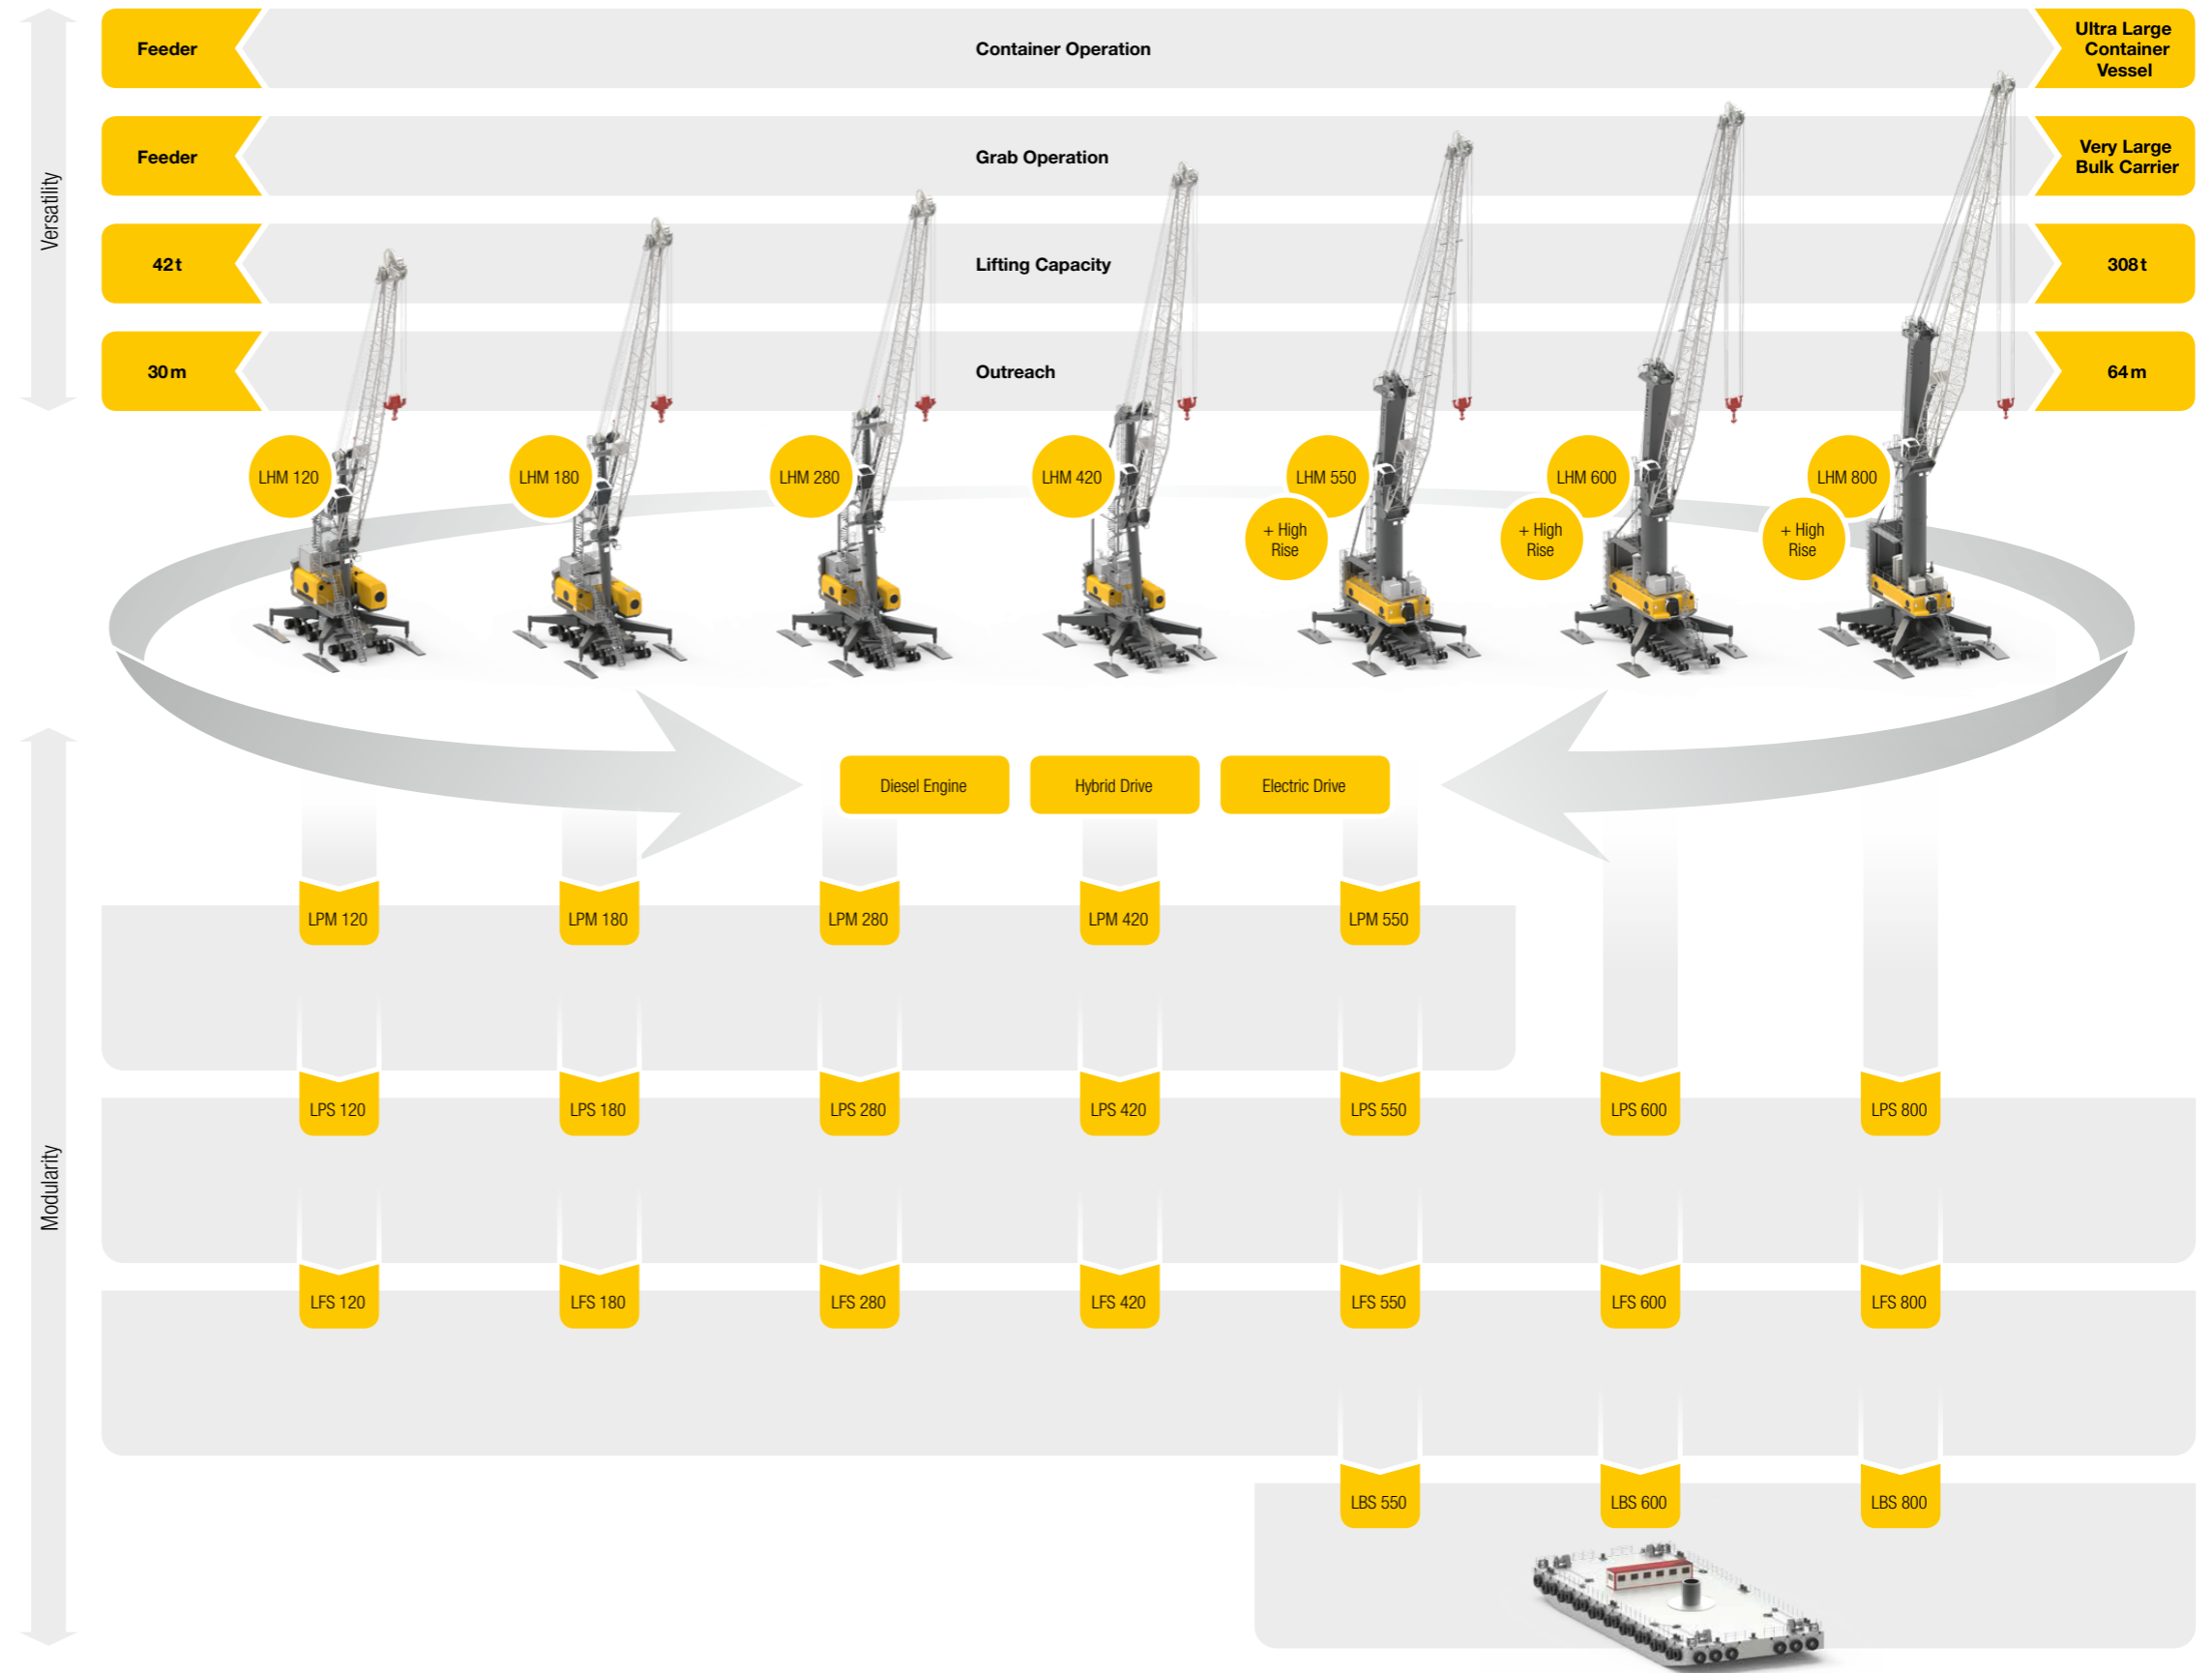 Versatility
Feeder
Container Operation
Ultra Large
Container
Vessel
Feeder
Grab Operation
Very Large
Bulk Carrier
42 t
Lifting Capacity
308 t
30 m
Outreach
64 m
LHM 120
LHM 180
LHM 280
LHM 420
LHM 550
LHM 600
LHM 800
+ High
Rise
+ High
Rise
+ High
Rise
Modularity
Diesel Engine
Hybrid Drive
Electric Drive
LPM 120
LPM 180
LPM 280
LPM 420
LPM 550
LPS 120
LPS 180
LPS 280
LPS 420
LPS 550
LPS 600
LPS 800
LFS 120
LFS 180
LFS 280
LFS 420
LFS 550
LFS 600
LFS 800
LBS 550
LBS 600
LBS 800